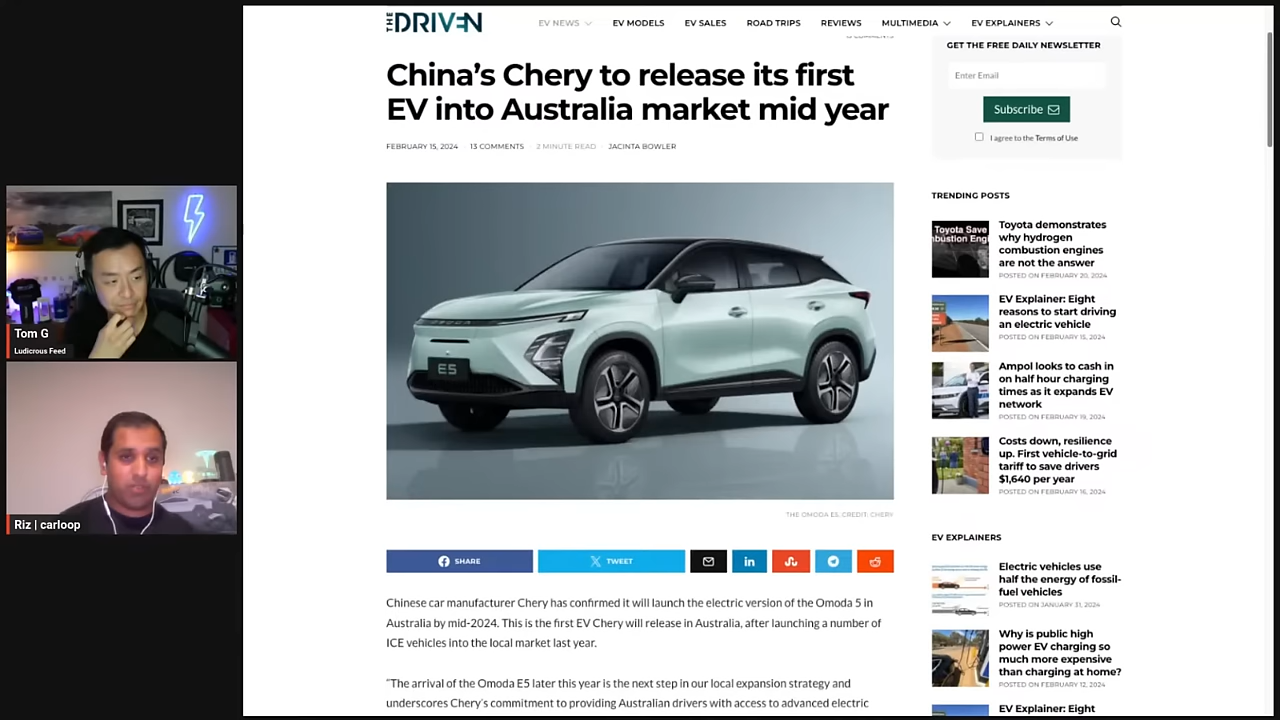 THE DRIVEN
EV NEWS
EV MODELS
EV SALES
ROAD TRIPS
REVIEWS
MULTIMEDIA
EV EXPLAINERS
China's Chery to release its first
EV into Australia market mid year
FEBRUARY 15, 2024 · 13 COMMENTS · 2 MINUTE READ · JACINTA BOWLER
E5
THE OMODA E5. CREDIT: CHERY
SHARE
TWEET
in
Chinese car manufacturer Chery has confirmed it will launch the electric version of the Omoda 5 in
Australia by mid-2024. This is the first EV Chery will release in Australia, after launching a number of
ICE vehicles into the local market last year.
"The arrival of the Omoda E5 later this year is the next step in our local expansion strategy and
underscores Chery's commitment to providing Australian drivers with access to advanced electric
GET THE FREE DAILY NEWSLETTER
Enter Email
Subscribe
I agree to the Terms of Use
TRENDING POSTS
Toyota Save
Toyota demonstrates
why hydrogen
combustion engines
are not the answer
POSTED ON FEBRUARY 20, 2024
EV Explainer: Eight
reasons to start driving
an electric vehicle
POSTED ON FEBRUARY 15, 2024
Ampol looks to cash in
on half hour charging
times as it expands EV
network
POSTED ON FEBRUARY 19, 2024
Costs down, resilience
up. First vehicle-to-grid
tariff to save drivers
$1,640 per year
POSTED ON FEBRUARY 16, 2024
EV EXPLAINERS
Electric vehicles use
half the energy of fossil-
fuel vehicles
POSTED ON JANUARY 31, 2024
Why is public high
power EV charging so
much more expensive
than charging at home?
POSTED ON FEBRUARY 12, 2024
EV Explainer: Eight
Tom G
Ludicrous Feed
Riz | carloop